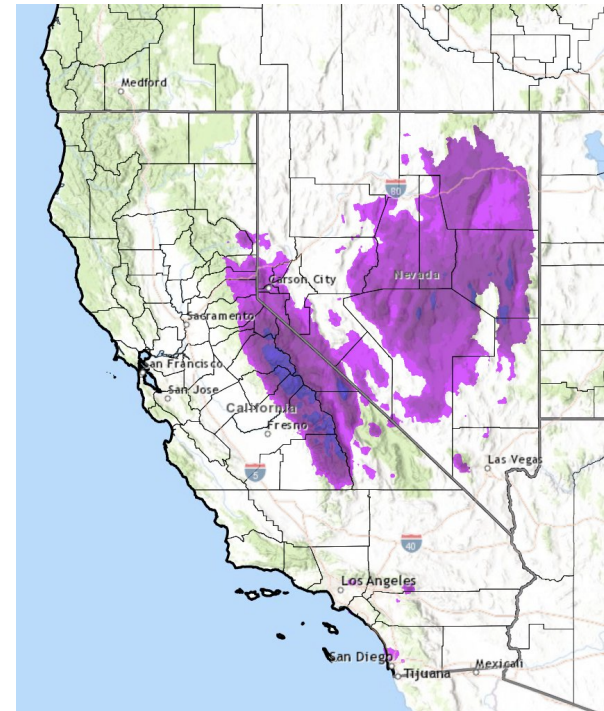 Medford
80
Nevada
Carson City
Sacramento
San Francisco
San Jose
California
Fresno
5
Las Vegas
40
Los Angeles
San Diego
Mexicali
Tijuana